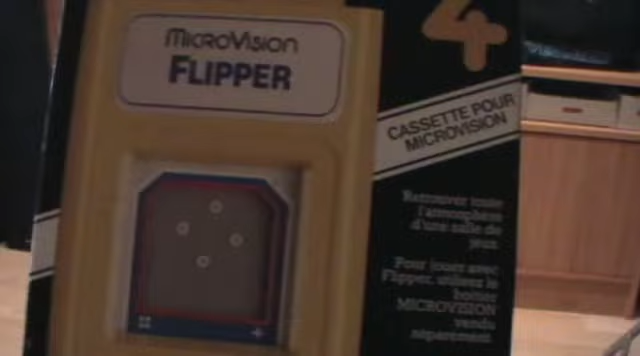 MICROVISION
FLIPPER
4
CASSETTE POUR
MICROVISION
Retrouvez toute
l'atmosphère
d'une salle de
jeux.
Pour jouer avec
Flipper, utilisez le
boîtier
MICROVISION
vendu
séparément.